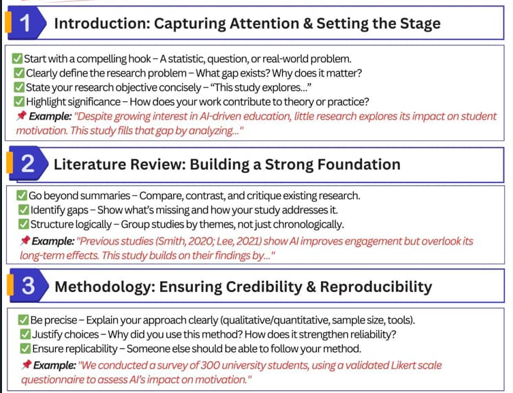 1 Introduction: Capturing Attention & Setting the Stage
✅Start with a compelling hook – A statistic, question, or real-world problem.
✅Clearly define the research problem – What gap exists? Why does it matter?
✅State your research objective concisely – “This study explores...”
✅Highlight significance – How does your work contribute to theory or practice?
📌 Example: "Despite growing interest in AI-driven education, little research explores its impact on student
motivation. This study fills that gap by analyzing..."
2 Literature Review: Building a Strong Foundation
✅Go beyond summaries – Compare, contrast, and critique existing research.
✅Identify gaps – Show what's missing and how your study addresses it.
✅Structure logically – Group studies by themes, not just chronologically.
📌Example: "Previous studies (Smith, 2020; Lee, 2021) show AI improves engagement but overlook its
long-term effects. This study builds on their findings by..."
3 Methodology: Ensuring Credibility & Reproducibility
✅Be precise – Explain your approach clearly (qualitative/quantitative, sample size, tools).
✅Justify choices – Why did you use this method? How does it strengthen reliability?
✅Ensure replicability – Someone else should be able to follow your method.
📌Example: "We conducted a survey of 300 university students, using a validated Likert scale
questionnaire to assess AI's impact on motivation."